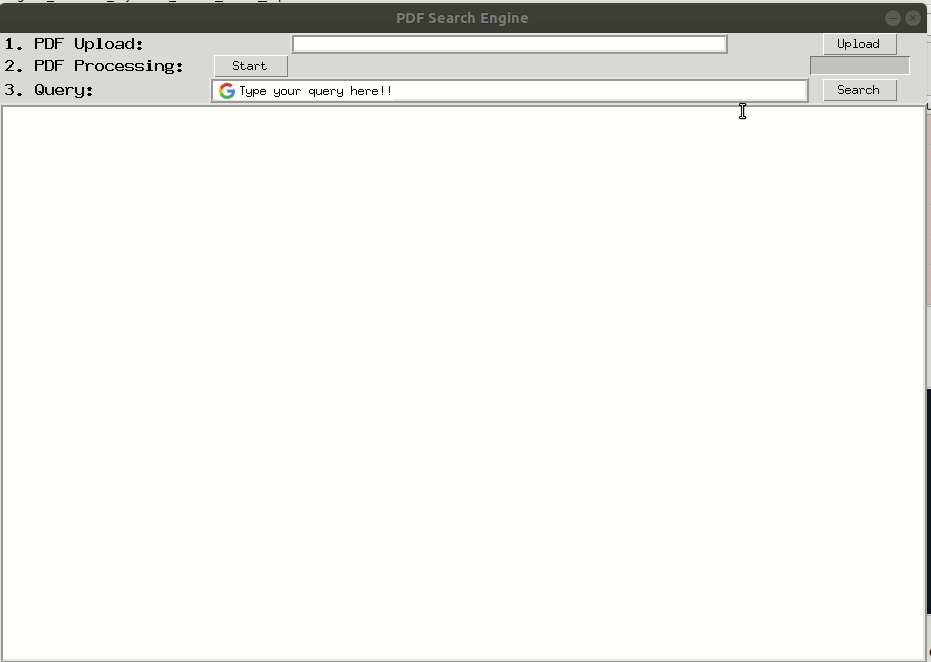 PDF Search Engine
1. PDF Upload: Upload
2. PDF Processing: Start
3. Query: Type your query here!! Search